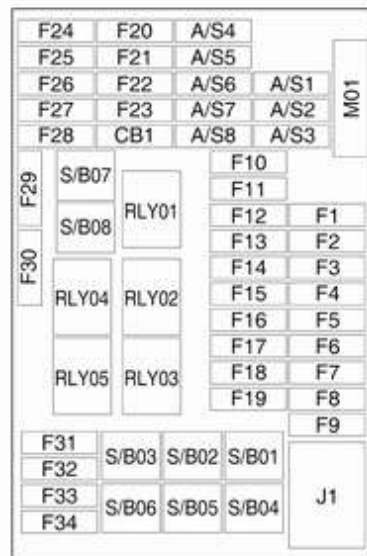 F24 F20 A/S4
F25 F21 A/S5
F26 F22 A/S6 A/S1
F27 F23 A/S7 A/S2
F28 CB1 A/S8 A/S3
M01
F29
F30
S/B07
S/B08
RLY01
RLY04 RLY02
RLY05 RLY03
F10
F11
F12 F1
F13 F2
F14 F3
F15 F4
F16 F5
F17 F6
F18 F7
F19 F8
F9
F31
F32
F33
F34
S/B03 S/B02 S/B01
S/B06 S/B05 S/B04
J1